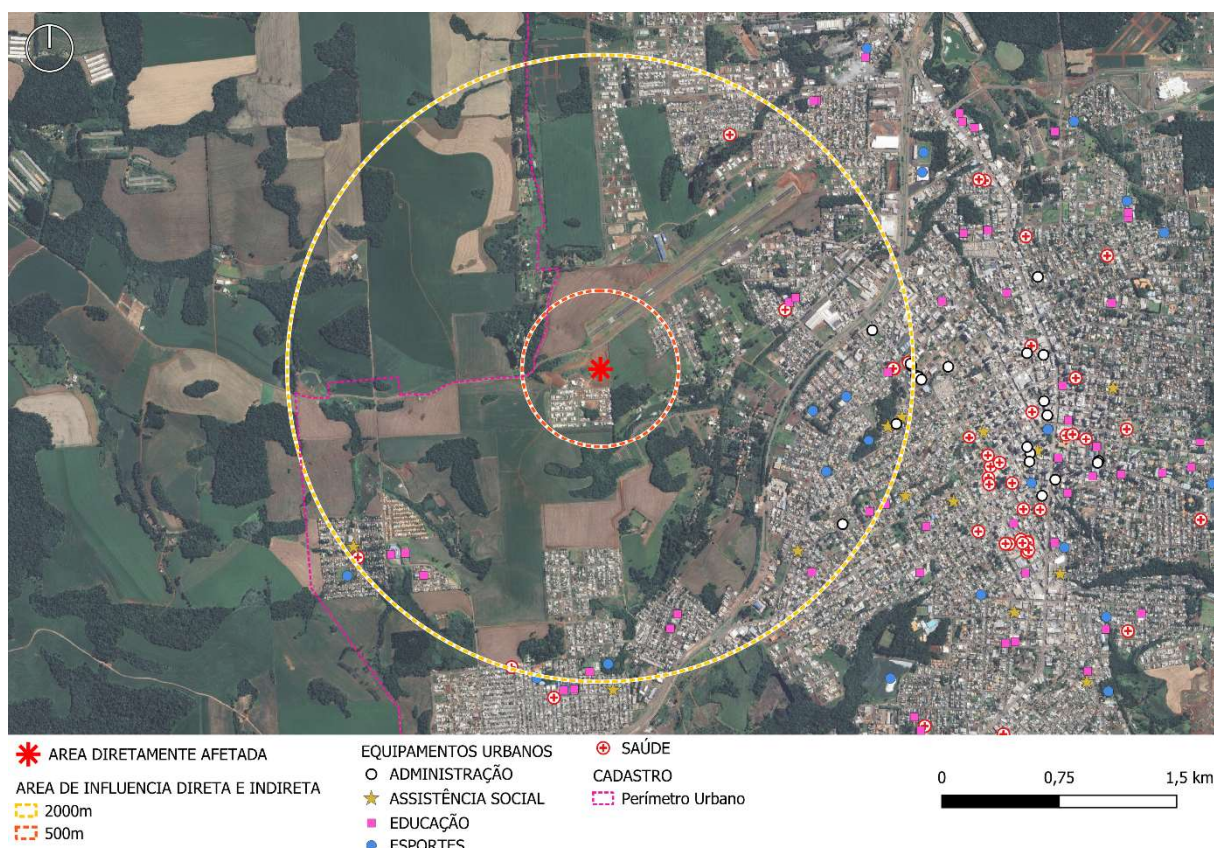 AREA DIRETAMENTE AFETADA
AREA DE INFLUENCIA DIRETA E INDIRETA
2000m
500m
EQUIPAMENTOS URBANOS
ADMINISTRAÇÃO
ASSISTÊNCIA SOCIAL
EDUCAÇÃO
ESPORTES
SAÚDE
CADASTRO
Perímetro Urbano
0 0,75 1,5 km